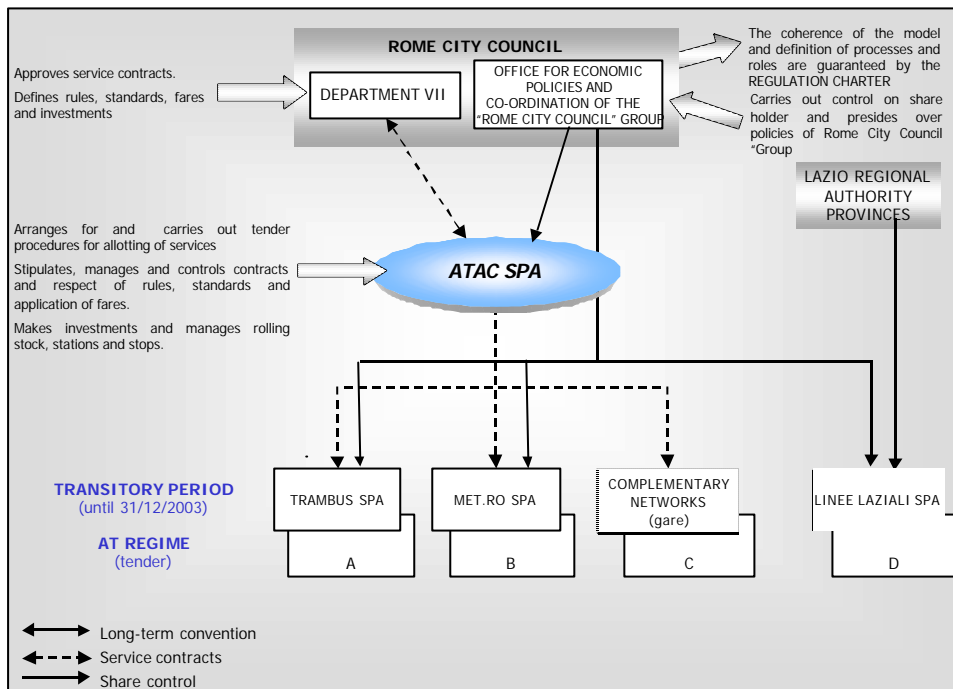 ROME CITY COUNCIL
Approves service contracts.
Defines rules, standards, fares
and investments
DEPARTMENT VII
OFFICE FOR ECONOMIC
POLICIES AND
CO-ORDINATION OF THE
"ROME CITY COUNCIL" GROUP
The coherence of the model
and definition of processes and
roles are guaranteed by the
REGULATION CHARTER
Carries out control on share
holder and presides over
policies of Rome City Council
"Group
LAZIO REGIONAL
AUTHORITY
PROVINCES
Arranges for and carries out tender
procedures for allotting of services
Stipulates, manages and controls contracts
and respect of rules, standards and
application of fares.
Makes investments and manages rolling
stock, stations and stops.
ATAC SPA
TRANSITORY PERIOD
(until 31/12/2003)
TRAMBUS SPA
MET.RO SPA
COMPLEMENTARY
NETWORKS
(gare)
LINEE LAZIALI SPA
AT REGIME
(tender)
A
B
C
D
Long-term convention
Service contracts
Share control